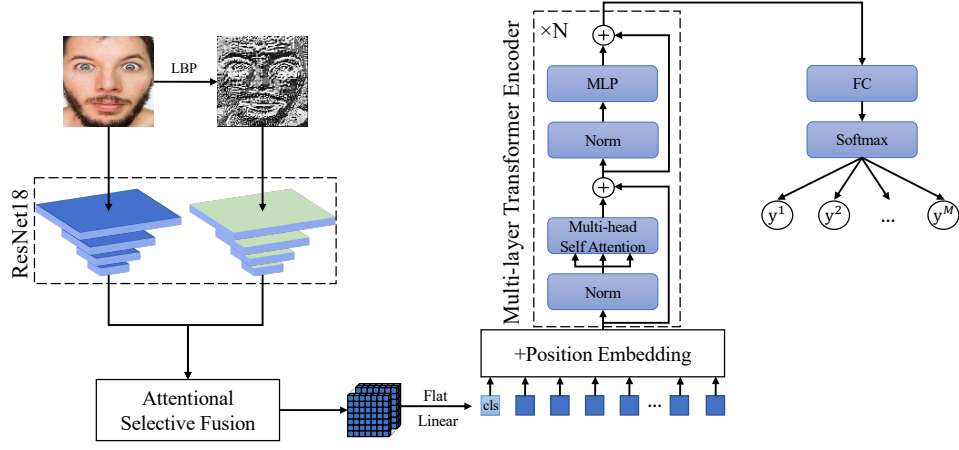 LBP
ResNet18
Attentional
Selective Fusion
Flat
Linear
cls
...
+Position Embedding
Multi-layer Transformer Encoder
×N
Norm
Multi-head
Self Attention
+
Norm
MLP
+
FC
Softmax
y¹
y²
...
yᴹ